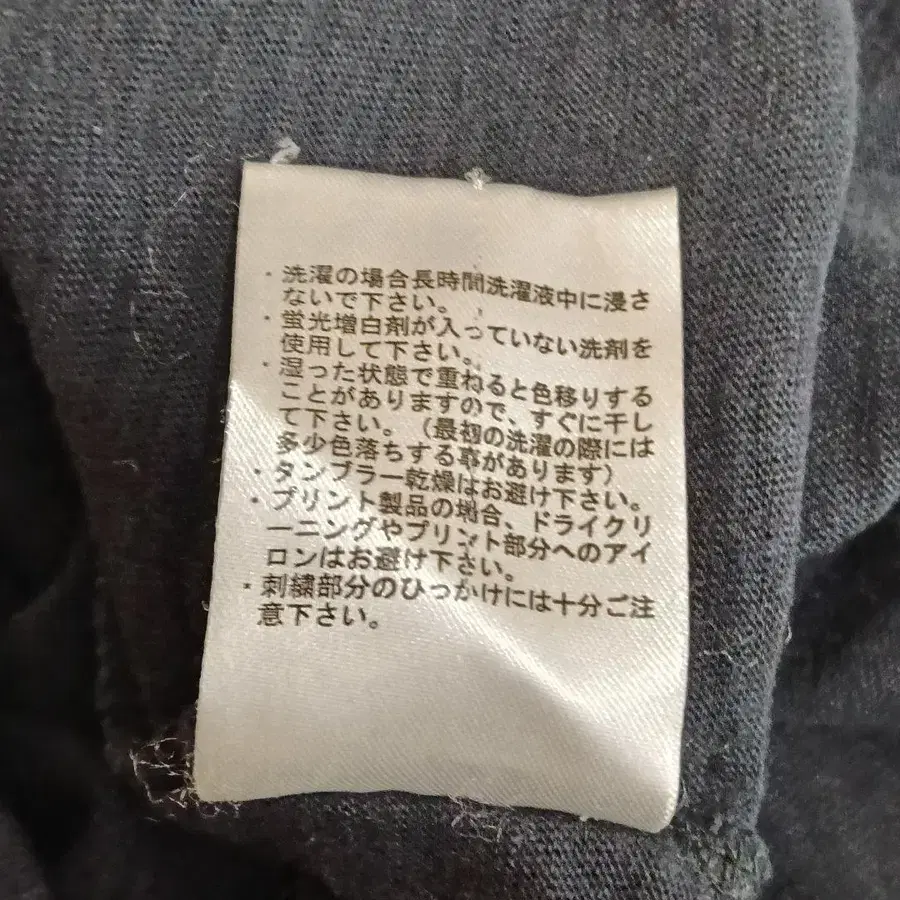 ・洗濯の場合長時間洗濯液中に浸さ
ないで下さい。
・蛍光増白剤が入っていない洗剤を
使用して下さい。
・湿った状態で重ねると色移りする
ことがありますので、すぐに干し
て下さい。(最初の洗濯の際には
多少色落ちする事があります)
・タンブラー乾燥はお避け下さい。
・プリント製品の場合、ドライクリ
ーニングやプリント部分へのアイ
ロンはお避け下さい。
・刺繍部分のひっかけには十分ご注
意下さい。